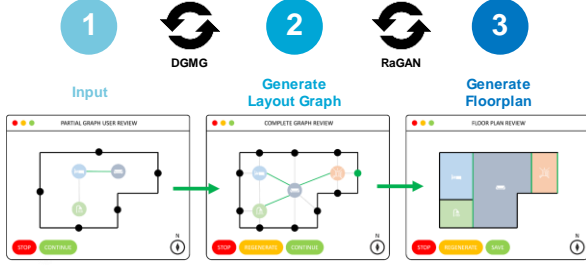 1
2
3
DGMG
RaGAN
Input
Generate
Layout Graph
Generate
Floorplan
PARTIAL GRAPH USER REVIEW
COMPLETE GRAPH REVIEW
FLOOR PLAN REVIEW
STOP
CONTINUE
N
STOP
REGENERATE
CONTINUE
N
STOP
REGENERATE
SAVE
N